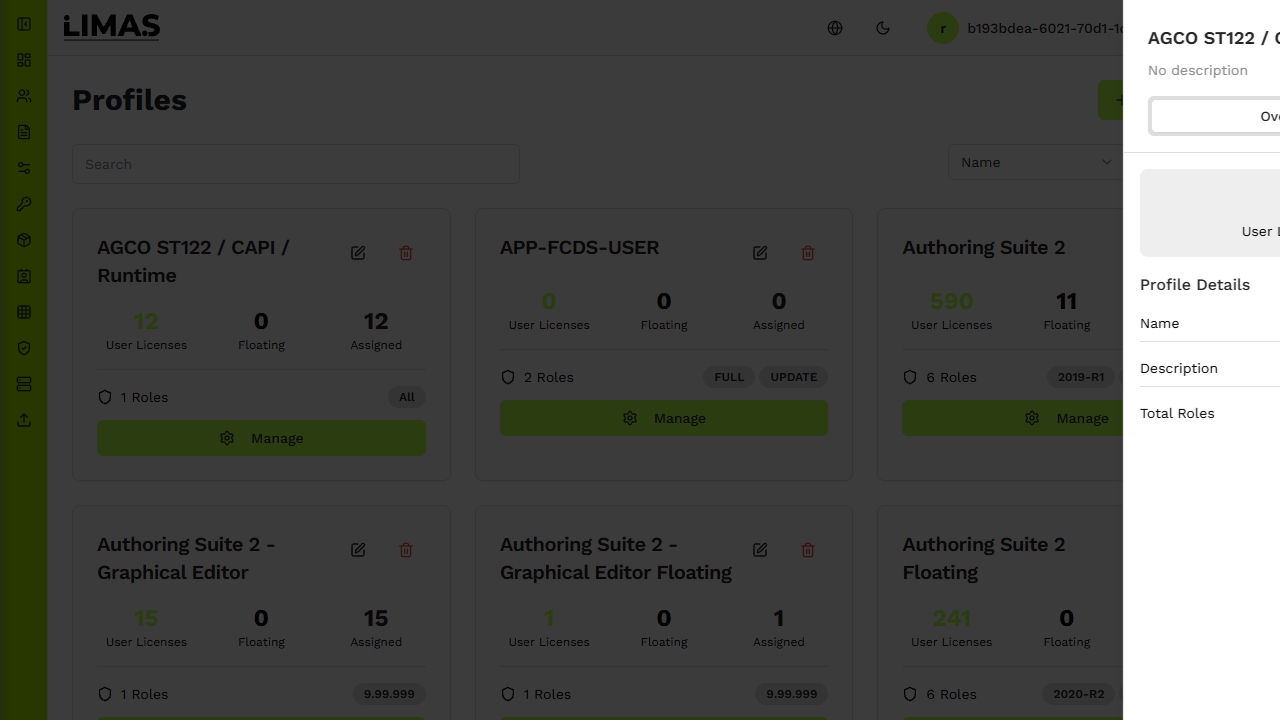 LIMAS
r
b193bdea-6021-70d1-1
Profiles
Search
Name
AGCO ST122 / CAPI /
Runtime
12
0
12
User Licenses
Floating
Assigned
1 Roles
All
Manage
APP-FCDS-USER
0
0
0
User Licenses
Floating
Assigned
2 Roles
FULL
UPDATE
Manage
Authoring Suite 2
590
11
User Licenses
Floating
6 Roles
2019-R1
Manage
Authoring Suite 2 -
Graphical Editor
15
0
15
User Licenses
Floating
Assigned
1 Roles
9.99.999
Authoring Suite 2 -
Graphical Editor Floating
1
0
1
User Licenses
Floating
Assigned
1 Roles
9.99.999
Authoring Suite 2
Floating
241
0
User Licenses
Floating
6 Roles
2020-R2
AGCO ST122 /
No description
Ove
User L
Profile Details
Name
Description
Total Roles